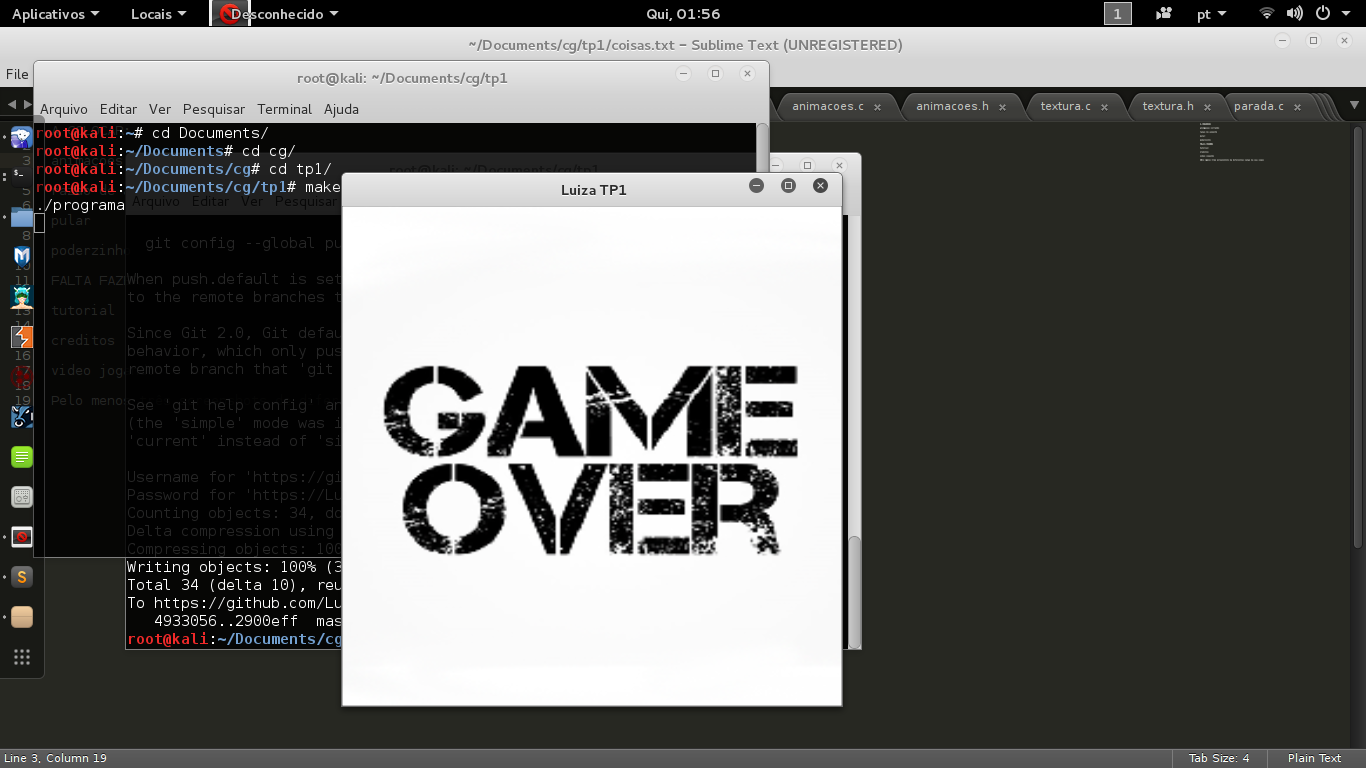 Aplicativos Locais Desconhecido Qui, 01:56 1 pt
~/Documents/cg/tp1/coisas.txt – Sublime Text (UNREGISTERED)
File
root@kali: ~/Documents/cg/tp1
Arquivo Editar Ver Pesquisar Terminal Ajuda
animacoes.c animacoes.h textura.c textura.h parada.c
root@kali:~# cd Documents/
root@kali:~/Documents# cd cg/
root@kali:~/Documents/cg# cd tp1/
root@kali:~/Documents/cg/tp1# make
./programa
Luiza TP1
Arquivo Editar Ver Pesquisar
pular
git config --global pu
poderzinho
When push.default is set
FALTA FAZ
to the remote branches t
tutorial
Since Git 2.0, Git defau
creditos
behavior, which only pus
remote branch that 'git
video jog
See 'git help config' an
Pelo meno
(the 'simple' mode was i
'current' instead of 'si
Username for 'https://gi
Password for 'https://Lu
Counting objects: 34, do
Delta compression using
Compressing objects: 100
Writing objects: 100% (3
Total 34 (delta 10), reu
To https://github.com/Lu
4933056..2900eff mas
root@kali:~/Documents/cg
GAME
OVER
Line 3, Column 19 Tab Size: 4 Plain Text